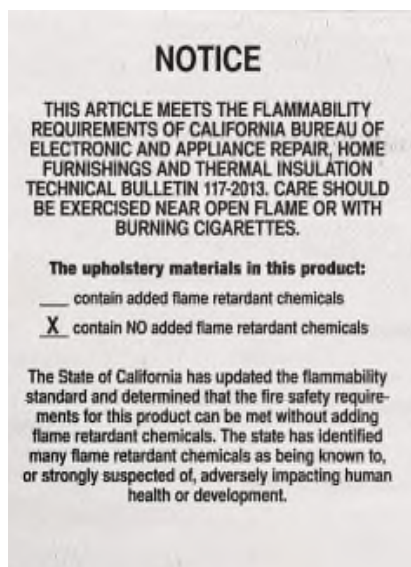 NOTICE
THIS ARTICLE MEETS THE FLAMMABILITY
REQUIREMENTS OF CALIFORNIA BUREAU OF
ELECTRONIC AND APPLIANCE REPAIR, HOME
FURNISHINGS AND THERMAL INSULATION
TECHNICAL BULLETIN 117-2013. CARE SHOULD
BE EXERCISED NEAR OPEN FLAME OR WITH
BURNING CIGARETTES.
The upholstery materials in this product:
___ contain added flame retardant chemicals
_X_ contain NO added flame retardant chemicals
The State of California has updated the flammability
standard and determined that the fire safety require-
ments for this product can be met without adding
flame retardant chemicals. The state has identified
many flame retardant chemicals as being known to,
or strongly suspected of, adversely impacting human
health or development.